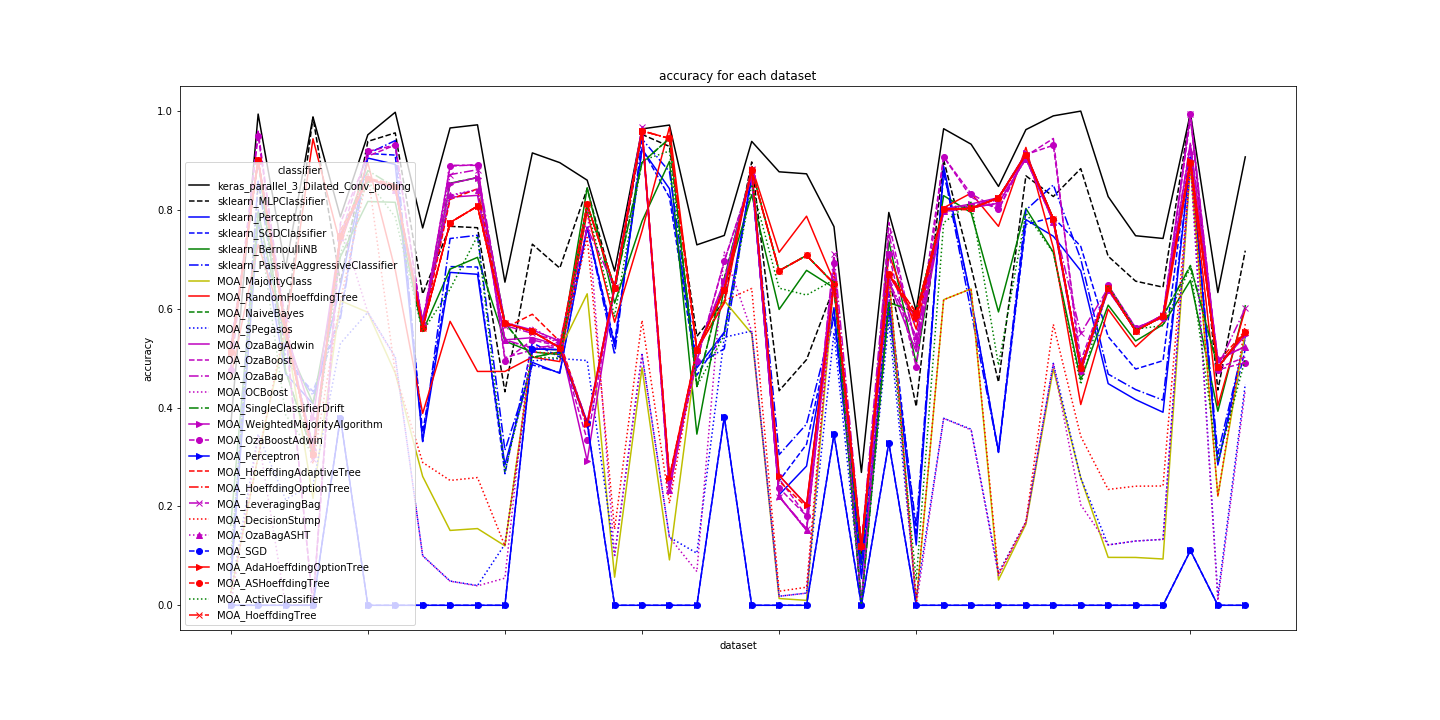 accuracy for each dataset
1.0
0.8
0.6
0.4
0.2
0.0
accuracy
dataset
classifier
keras_parallel_3_Dilated_Conv_pooling
sklearn_MLPClassifier
sklearn_Perceptron
sklearn_SGDClassifier
sklearn_BernoulliNB
sklearn_PassiveAggressiveClassifier
MOA_MajorityClass
MOA_RandomHoeffdingTree
MOA_NaiveBayes
MOA_SPegasos
MOA_OzaBagAdwin
MOA_OzaBoost
MOA_OzaBag
MOA_OCBoost
MOA_SingleClassifierDrift
MOA_WeightedMajorityAlgorithm
MOA_OzaBoostAdwin
MOA_Perceptron
MOA_HoeffdingAdaptiveTree
MOA_HoeffdingOptionTree
MOA_LeveragingBag
MOA_DecisionStump
MOA_OzaBagASHT
MOA_SGD
MOA_AdaHoeffdingOptionTree
MOA_ASHoeffdingTree
MOA_ActiveClassifier
MOA_HoeffdingTree